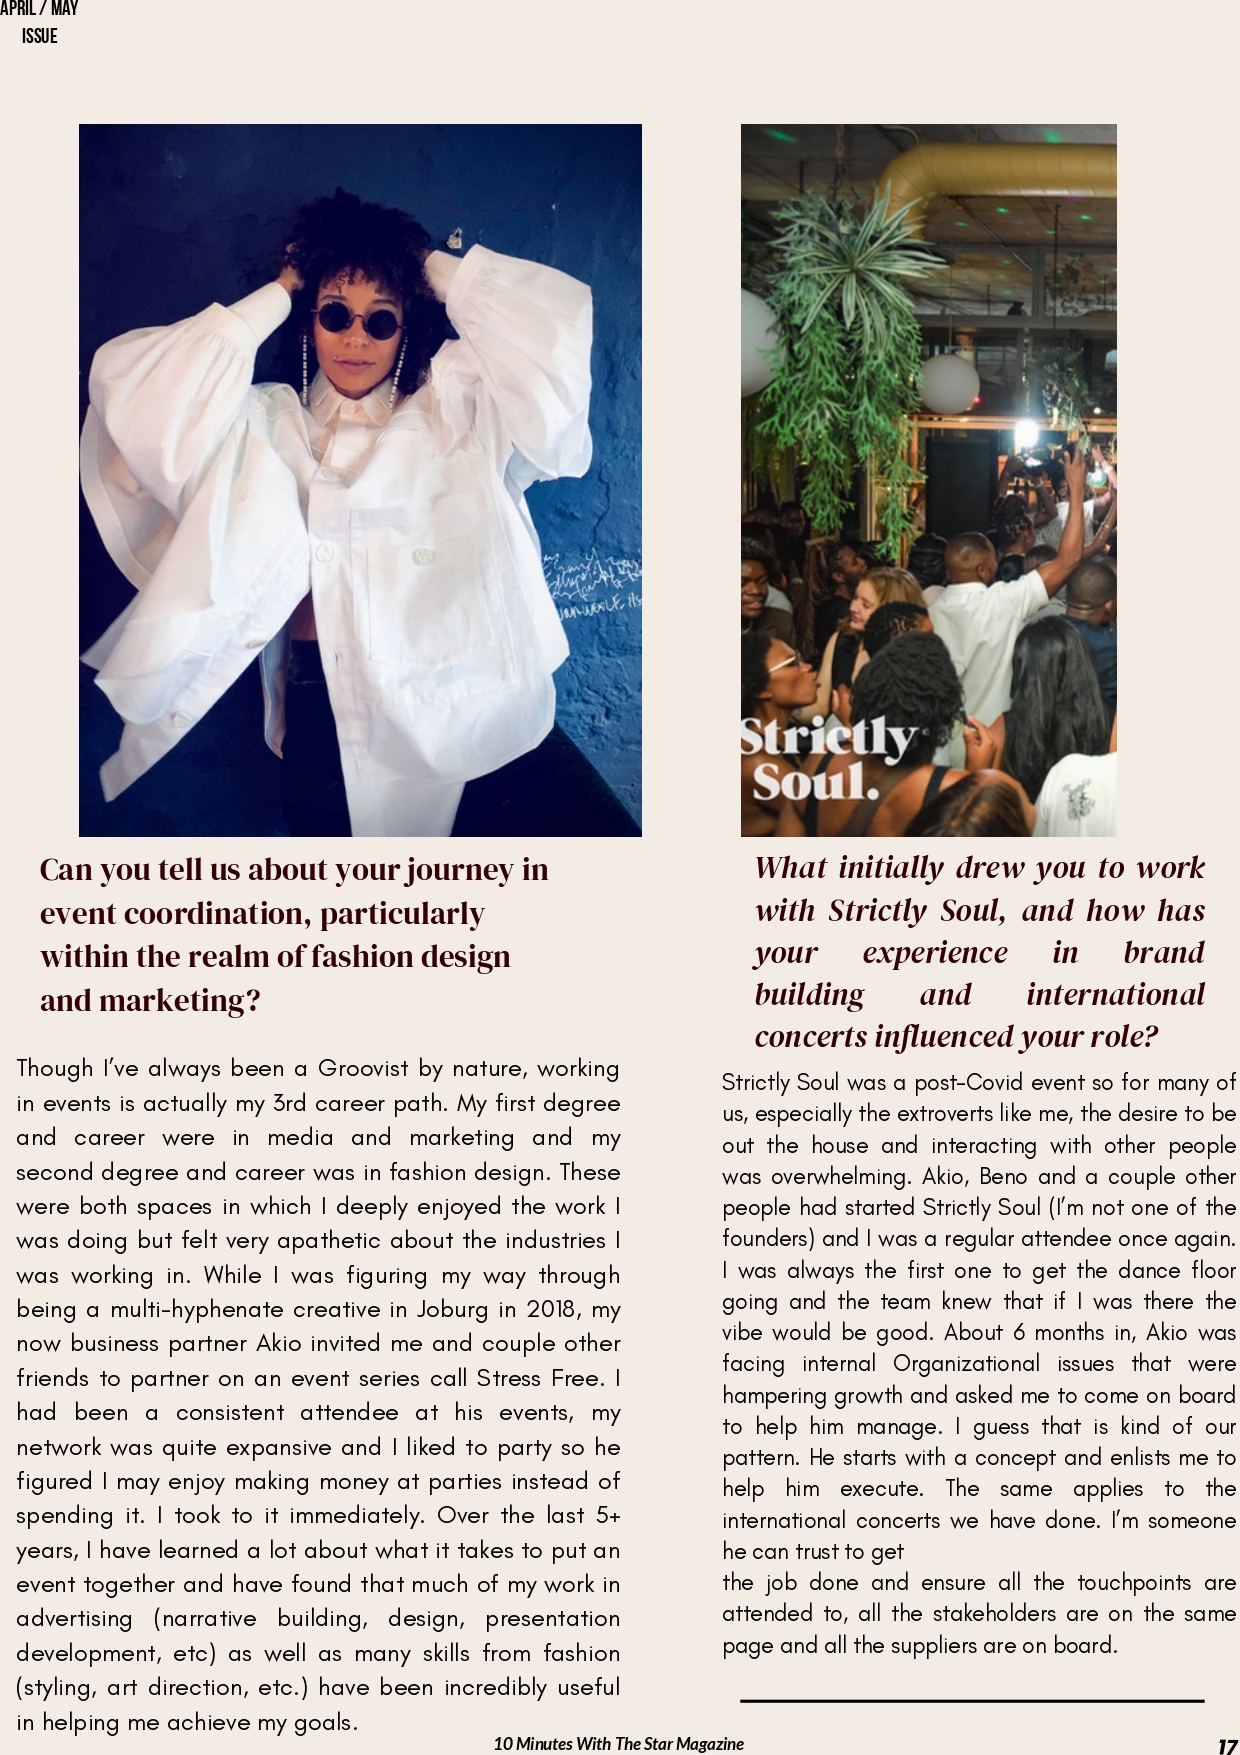 APRIL / MAY
ISSUE
Strictly
Soul.
Can you tell us about your journey in
event coordination, particularly
within the realm of fashion design
and marketing?
Though I’ve always been a Groovist by nature, working
in events is actually my 3rd career path. My first degree
and career were in media and marketing and my
second degree and career was in fashion design. These
were both spaces in which I deeply enjoyed the work I
was doing but felt very apathetic about the industries I
was working in. While I was figuring my way through
being a multi-hyphenate creative in Joburg in 2018, my
now business partner Akio invited me and couple other
friends to partner on an event series call Stress Free. I
had been a consistent attendee at his events, my
network was quite expansive and I liked to party so he
figured I may enjoy making money at parties instead of
spending it. I took to it immediately. Over the last 5+
years, I have learned a lot about what it takes to put an
event together and have found that much of my work in
advertising (narrative building, design, presentation
development, etc) as well as many skills from fashion
(styling, art direction, etc.) have been incredibly useful
in helping me achieve my goals.
What initially drew you to work
with Strictly Soul, and how has
your experience in brand
building and international
concerts influenced your role?
Strictly Soul was a post-Covid event so for many of
us, especially the extroverts like me, the desire to be
out the house and interacting with other people
was overwhelming. Akio, Beno and a couple other
people had started Strictly Soul (I’m not one of the
founders) and I was a regular attendee once again.
I was always the first one to get the dance floor
going and the team knew that if I was there the
vibe would be good. About 6 months in, Akio was
facing internal Organizational issues that were
hampering growth and asked me to come on board
to help him manage. I guess that is kind of our
pattern. He starts with a concept and enlists me to
help him execute. The same applies to the
international concerts we have done. I’m someone
he can trust to get
the job done and ensure all the touchpoints are
attended to, all the stakeholders are on the same
page and all the suppliers are on board.
10 Minutes With The Star Magazine
17